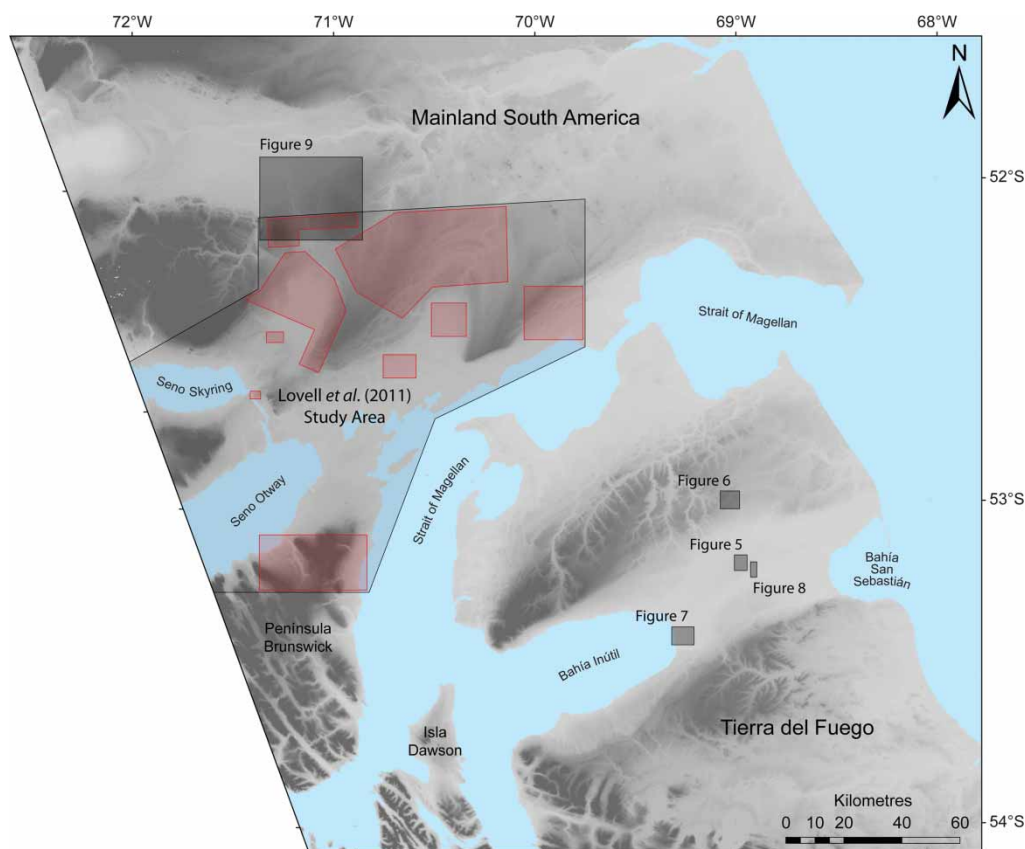 72°W
71°W
70°W
69°W
68°W
N
Mainland South America
Figure 9
52°S
Strait of Magellan
Seno Skyring
Lovell et al. (2011)
Study Area
Strait of Magellan
Seno Otway
Figure 6
53°S
Figure 5
Bahía
San
Sebastián
Figure 8
Figure 7
Península
Brunswick
Bahía Inútil
Isla
Dawson
Tierra del Fuego
Kilometres
0 5 10 20 30 40 60
54°S